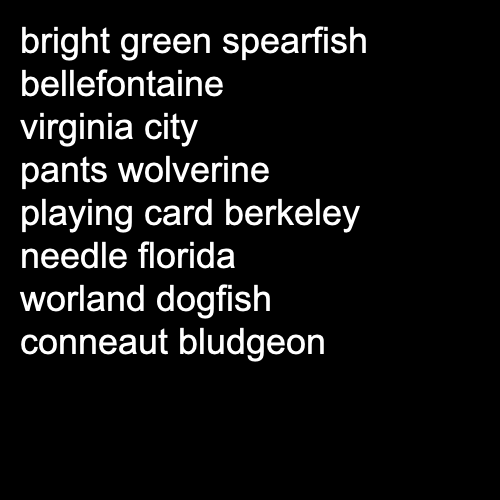 bright green spearfish
bellefontaine
virginia city
pants wolverine
playing card berkeley
needle florida
worland dogfish
conneaut bludgeon